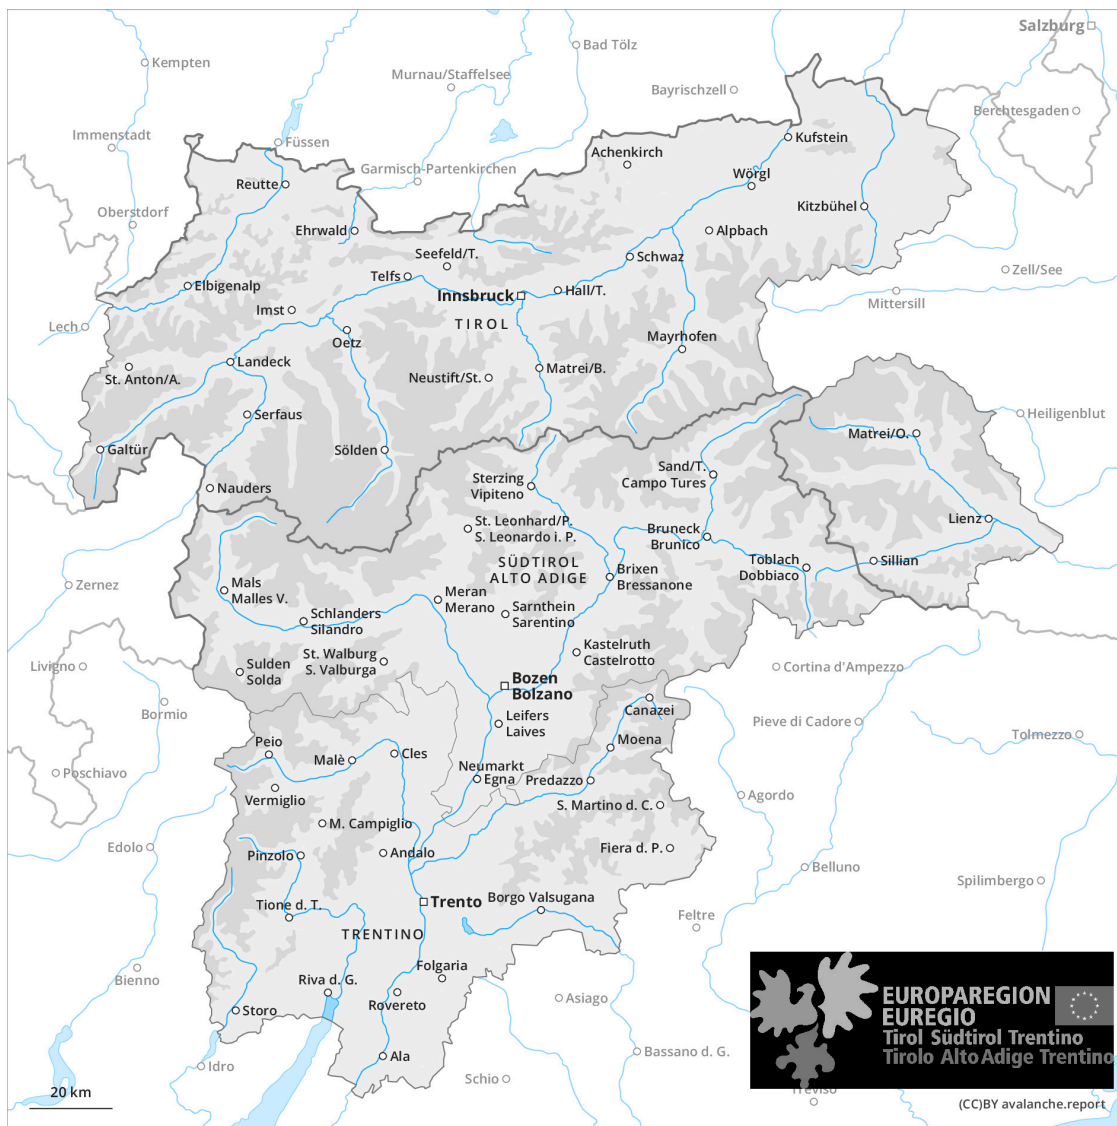 Salzburg
Bad Tölz
Kempten
Murnau/Staffelsee
Bayrischzell
Berchtesgaden
Immenstadt
Füssen
Kufstein
Achenkirch
Garmisch-Partenkirchen
Wörgl
Reutte
Kitzbühel
Oberstdorf
Ehrwald
Alpbach
Seefeld/T.
Schwaz
Telfs
Zell/See
Elbigenalp
Innsbruck
Hall/T.
Mittersill
Imst
TIROL
Lech
Oetz
Mayrhofen
Landeck
Matrei/B.
St. Anton/A.
Neustift/St.
Serfaus
Heiligenblut
Matrei/O.
Galtür
Sölden
Sand/T.
Campo Tures
Sterzing
Vipiteno
Nauders
Lienz
St. Leonhard/P.
S. Leonardo i. P.
Bruneck
Brunico
SÜDTIROL
ALTO ADIGE
Toblach
Dobbiaco
Sillian
Brixen
Bressanone
Zernez
Mals
Malles V.
Meran
Merano
Schlanders
Silandro
Sarnthein
Sarentino
Kastelruth
Castelrotto
St. Walburg
S. Valburga
Livigno
Sulden
Solda
Cortina d'Ampezzo
Bozen
Bolzano
Bormio
Canazei
Leifers
Laives
Pieve di Cadore
Moena
Tolmezzo
Peio
Malè
Cles
Neumarkt
Egna
Poschiavo
Predazzo
Vermiglio
Agordo
S. Martino d. C.
M. Campiglio
Edolo
Pinzolo
Andalo
Fiera d. P.
Belluno
Spilimbergo
Borgo Valsugana
Trento
Tione d. T.
Feltre
TRENTINO
Folgaria
Bienno
Riva d. G.
Rovereto
Asiago
Storo
EUROPAREGION
EUREGIO
Tirol Südtirol Trentino
Tirolo Alto Adige Trentino
Ala
Bassano d. G.
Idro
Schio
Treviso
20 km
(CC)BY avalanche.report